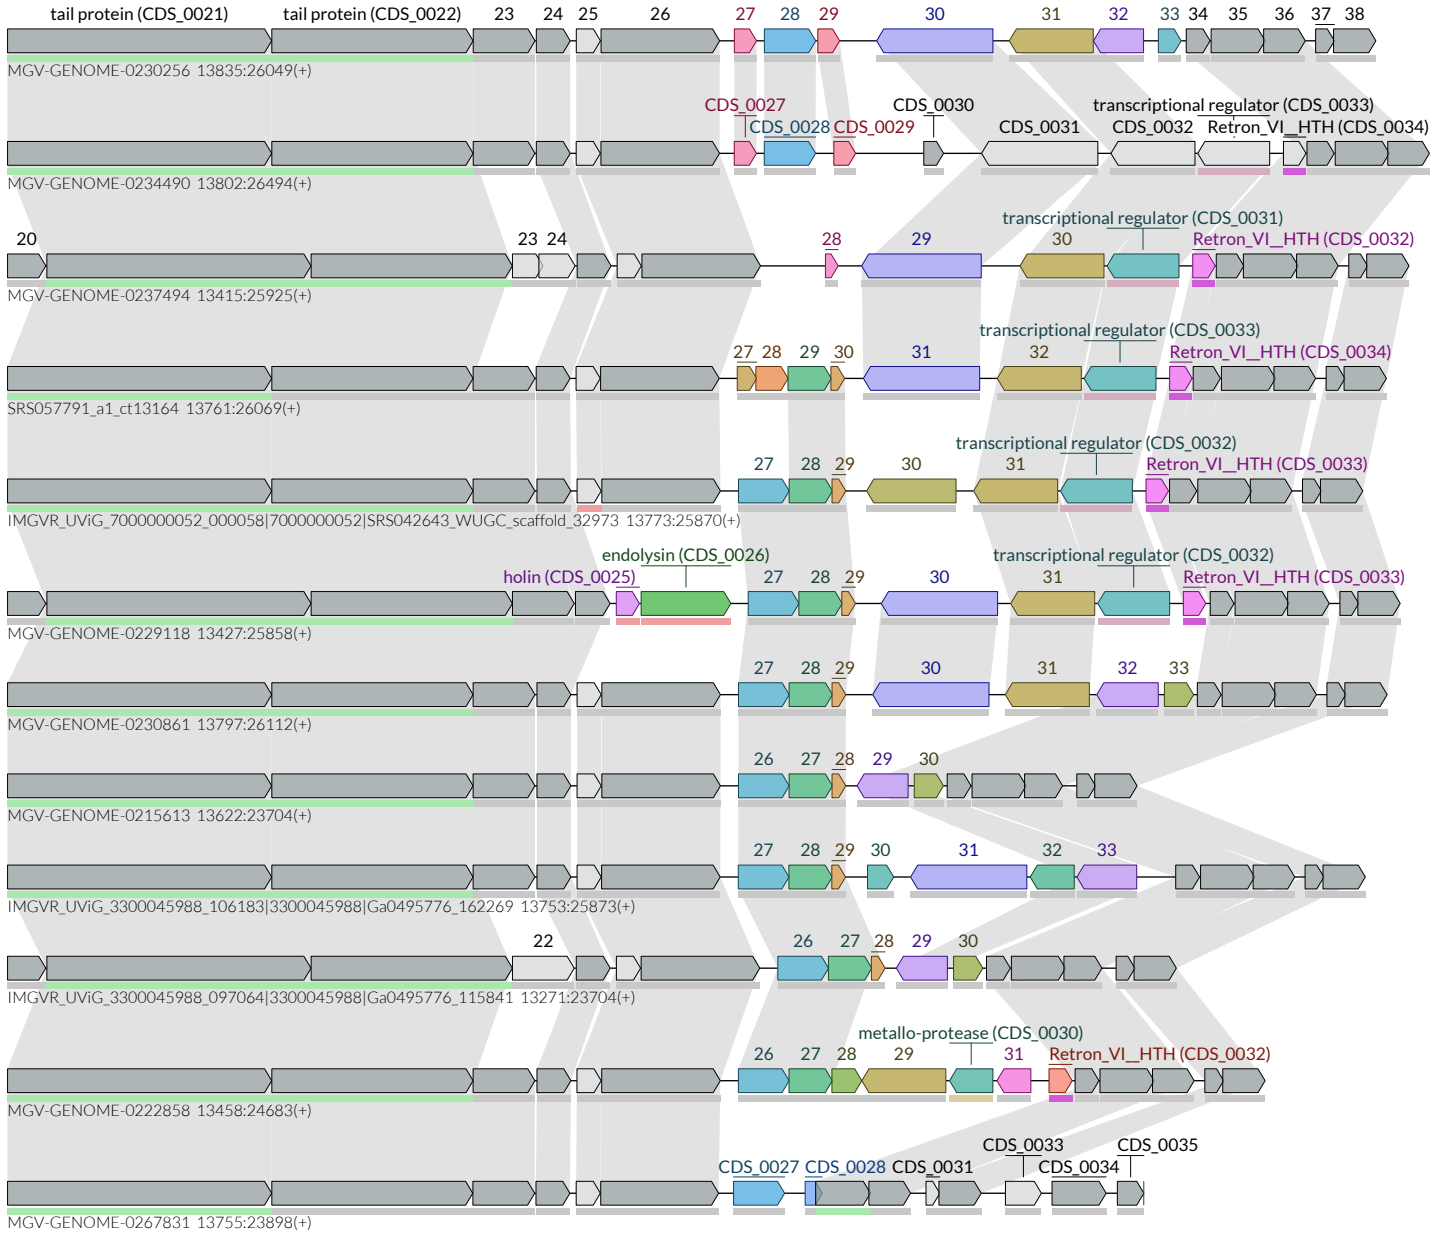 tail protein (CDS_0021) tail protein (CDS_0022) 23 24 25 26 27 28 29 30 31 32 33 34 35 36 37 38
MGV-GENOME-0230256 13835:26049(+)
CDS_0027 CDS_0030 transcriptional regulator (CDS_0033)
CDS_0028 CDS_0029 CDS_0031 CDS_0032 Retron_VI__HTH (CDS_0034)
MGV-GENOME-0234490 13802:26494(+)
transcriptional regulator (CDS_0031)
20 23 24 28 29 30 Retron_VI__HTH (CDS_0032)
MGV-GENOME-0237494 13415:25925(+)
transcriptional regulator (CDS_0033)
27 28 29 30 31 32 Retron_VI__HTH (CDS_0034)
SRS057791_a1_ct13164 13761:26069(+)
transcriptional regulator (CDS_0032)
27 28 29 30 31 Retron_VI__HTH (CDS_0033)
IMGVR_UViG_7000000052_000058|7000000052|SRS042643_WUGC_scaffold_32973 13773:25870(+)
endolysin (CDS_0026) transcriptional regulator (CDS_0032)
holin (CDS_0025) 27 28 29 30 31 Retron_VI__HTH (CDS_0033)
MGV-GENOME-0229118 13427:25858(+)
27 28 29 30 31 32 33
MGV-GENOME-0230861 13797:26112(+)
26 27 28 29 30
MGV-GENOME-0215613 13622:23704(+)
27 28 29 30 31 32 33
IMGVR_UViG_3300045988_106183|3300045988|Ga0495776_162269 13753:25873(+)
22 26 27 28 29 30
IMGVR_UViG_3300045988_097064|3300045988|Ga0495776_115841 13271:23704(+)
metallo-protease (CDS_0030)
26 27 28 29 31 Retron_VI__HTH (CDS_0032)
MGV-GENOME-0222858 13458:24683(+)
CDS_0033 CDS_0035
CDS_0027 CDS_0028 CDS_0031 CDS_0034
MGV-GENOME-0267831 13755:23898(+)